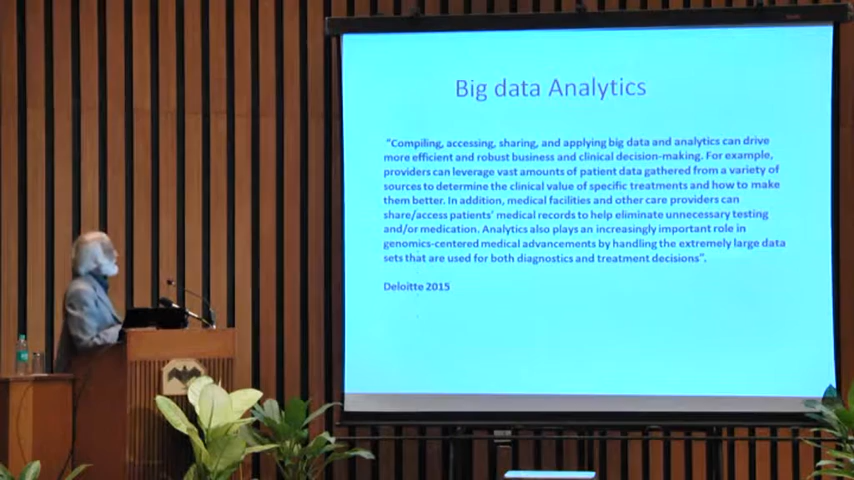 Big data Analytics
"Compiling, accessing, sharing, and applying big data and analytics can drive
more efficient and robust business and clinical decision-making. For example,
providers can leverage vast amounts of patient data gathered from a variety of
sources to determine the clinical value of specific treatments and how to make
them better. In addition, medical facilities and other care providers can
share/access patients' medical records to help eliminate unnecessary testing
and/or medication. Analytics also plays an increasingly important role in
genomics-centered medical advancements by handling the extremely large data
sets that are used for both diagnostics and treatment decisions".
Deloitte 2015